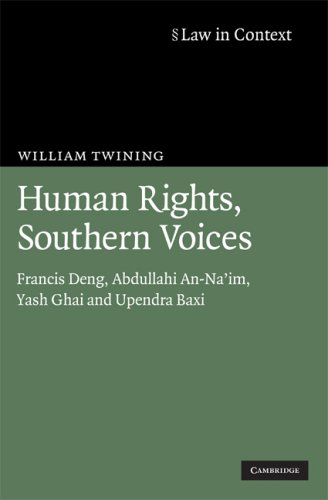 § Law in Context
WILLIAM TWINING
Human Rights,
Southern Voices
Francis Deng, Abdullahi An-Na'im,
Yash Ghai and Upendra Baxi
CAMBRIDGE